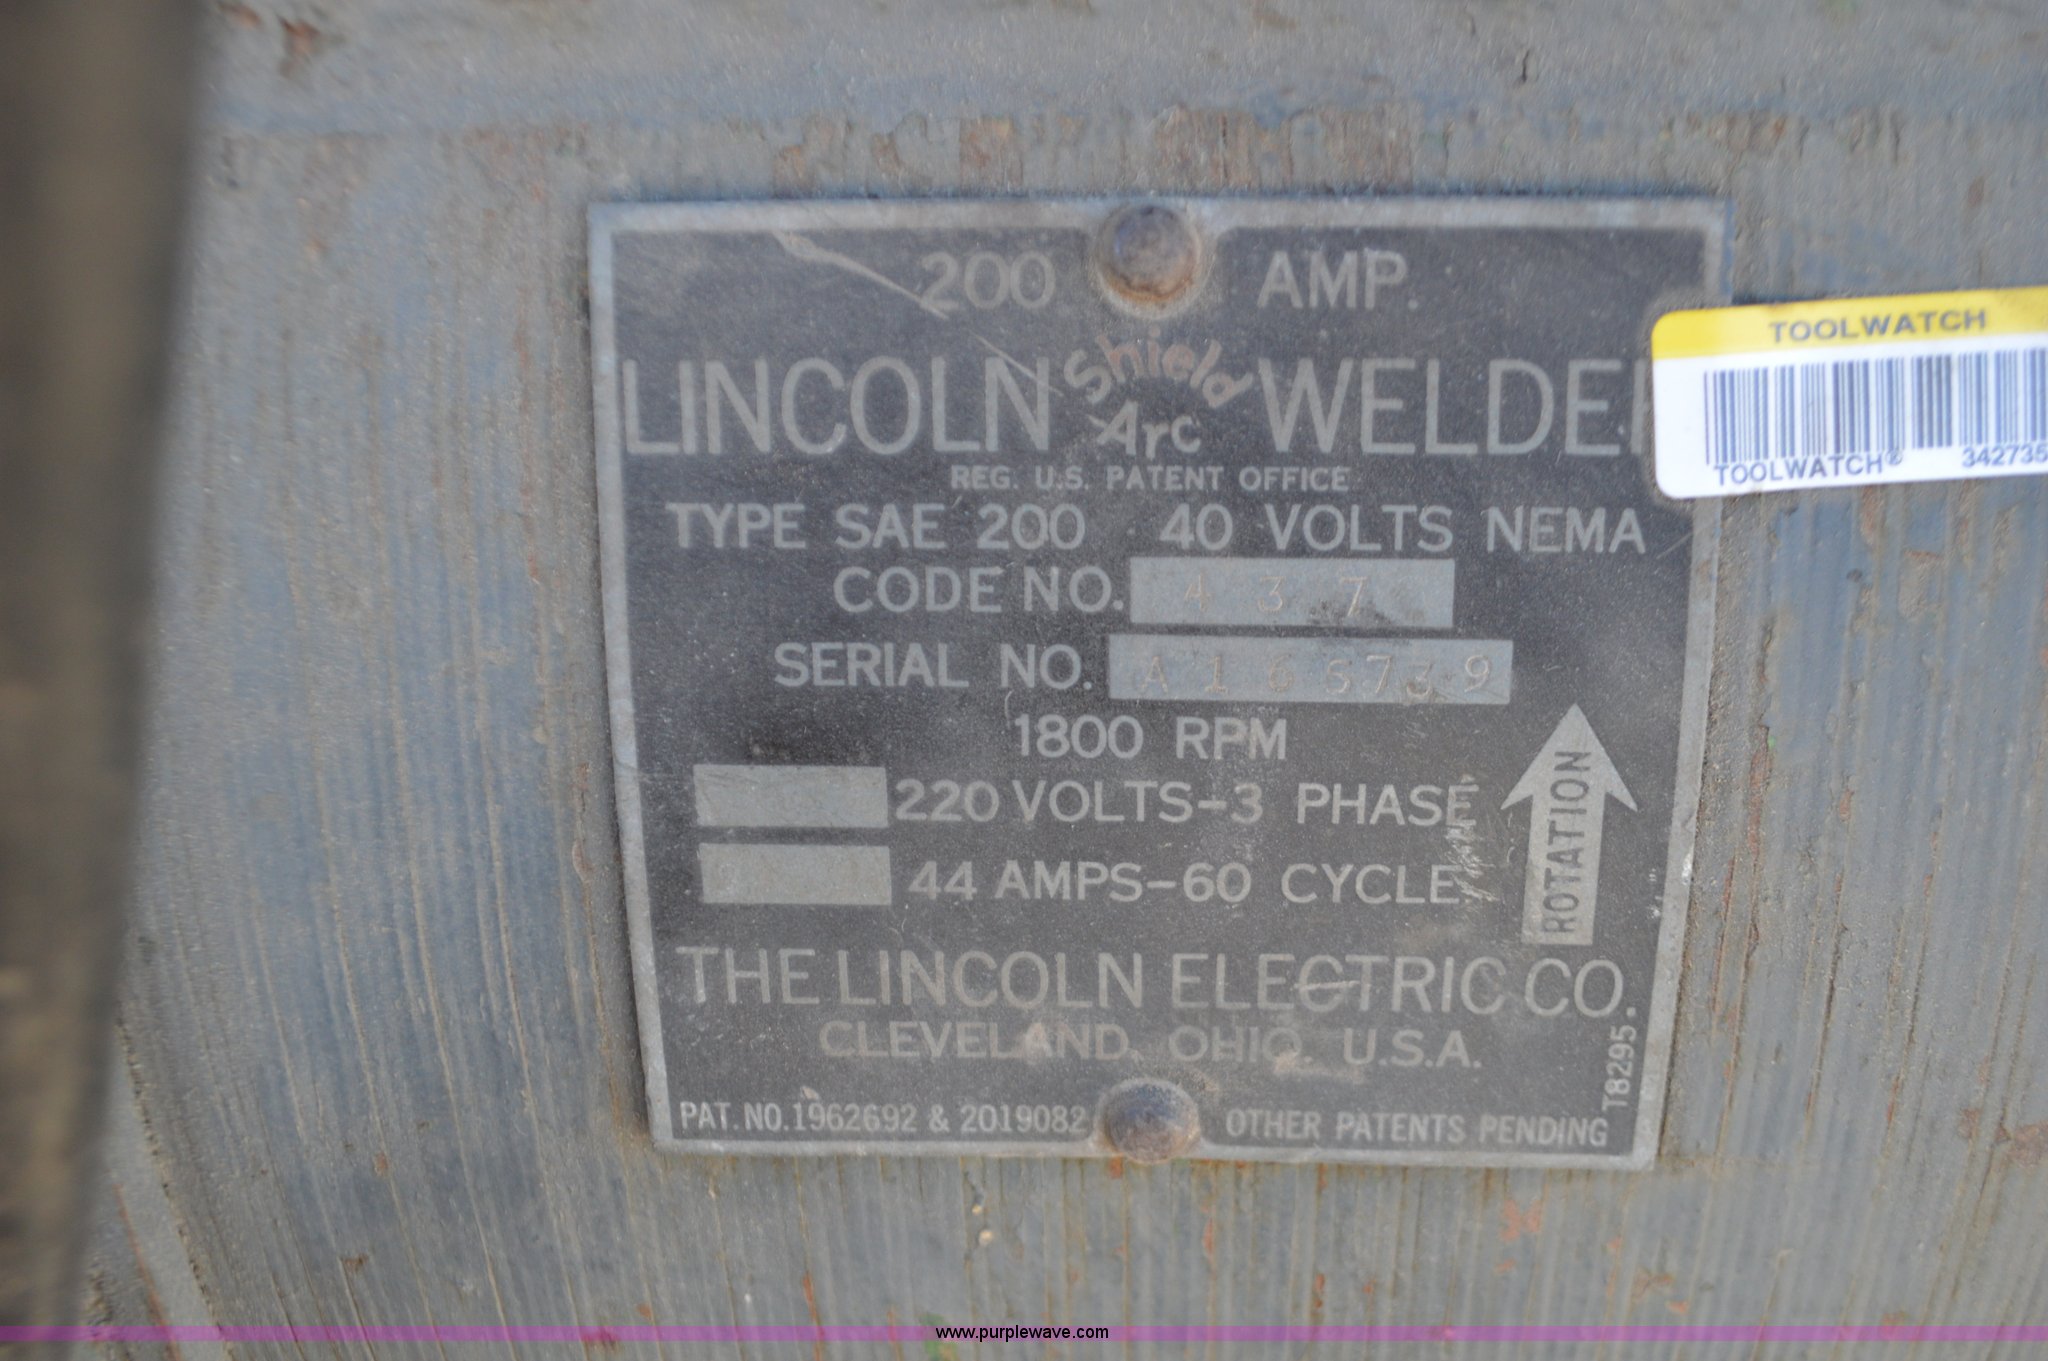 200 AMP.
LINCOLN Shield Arc WELDE
REG. U.S. PATENT OFFICE
TYPE SAE 200 40 VOLTS NEMA
CODE NO. 437
SERIAL NO. A166739
1800 RPM
220 VOLTS-3 PHASE
44 AMPS-60 CYCLE
ROTATION
THE LINCOLN ELECTRIC CO.
CLEVELAND, OHIO. U.S.A.
PAT. NO. 1962692 & 2019082 OTHER PATENTS PENDING
T8295
TOOLWATCH
TOOLWATCH® 342735
www.purplewave.com